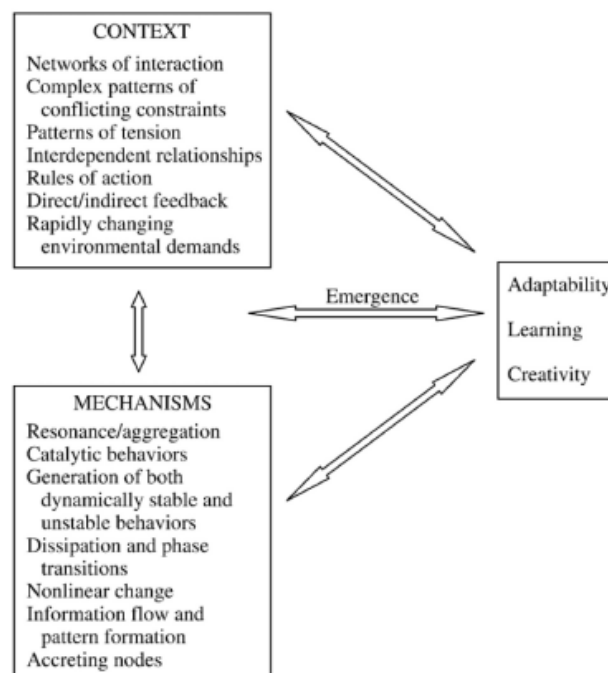 CONTEXT
Networks of interaction
Complex patterns of
conflicting constraints
Patterns of tension
Interdependent relationships
Rules of action
Direct/indirect feedback
Rapidly changing
environmental demands
Emergence
Adaptability
Learning
Creativity
MECHANISMS
Resonance/aggregation
Catalytic behaviors
Generation of both
dynamically stable and
unstable behaviors
Dissipation and phase
transitions
Nonlinear change
Information flow and
pattern formation
Accreting nodes